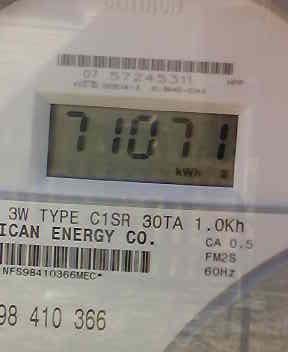 07 57245311
71071
kWh
3W TYPE C1SR 30TA 1.0Kh
ICAN ENERGY CO.
CA 0.5
FM2S
NFS98410366MEC*
60Hz
98 410 366